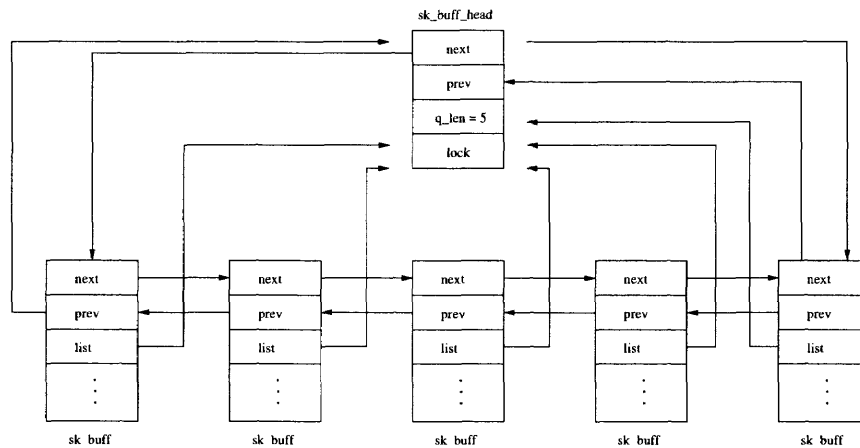 sk_buff_head
next
prev
q_len = 5
lock
next next next next next
prev prev prev prev prev
list list list list list
sk_buff sk_buff sk_buff sk_buff sk_buff